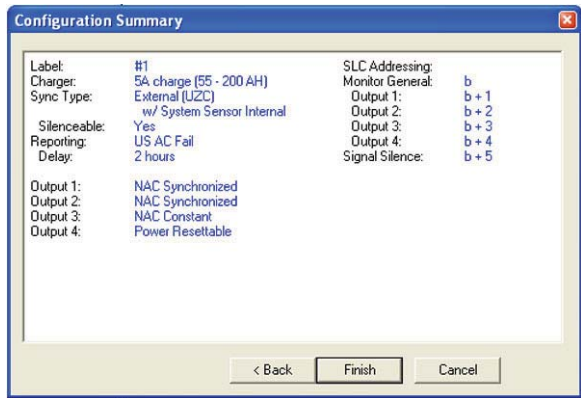 Configuration Summary
Label: #1
Charger: 5A charge (55 - 200 AH)
Sync Type: External (UZC)
w/ System Sensor Internal
Silenceable: Yes
Reporting: US AC Fail
Delay: 2 hours
Output 1: NAC Synchronized
Output 2: NAC Synchronized
Output 3: NAC Constant
Output 4: Power Resettable
SLC Addressing:
Monitor General: b
Output 1: b + 1
Output 2: b + 2
Output 3: b + 3
Output 4: b + 4
Signal Silence: b + 5
< Back Finish Cancel